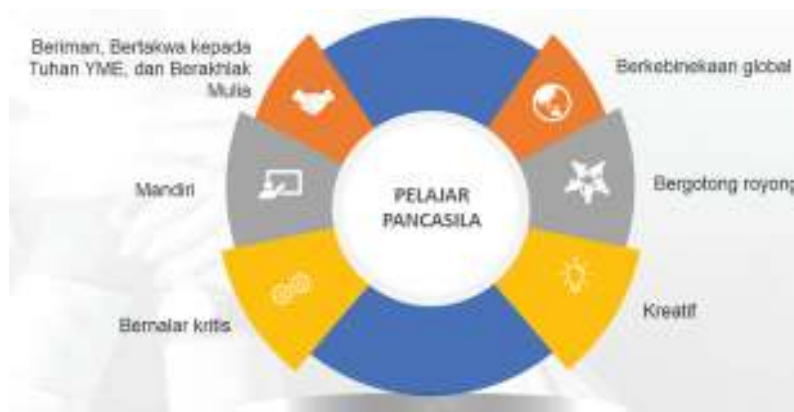 Beriman, Bertakwa kepada
Tuhan YME, dan Berakhlak
Mulia
Berkebinekaan global
Mandiri
PELAJAR
PANCASILA
Bergotong royong
Bernalar kritis
Kreatif